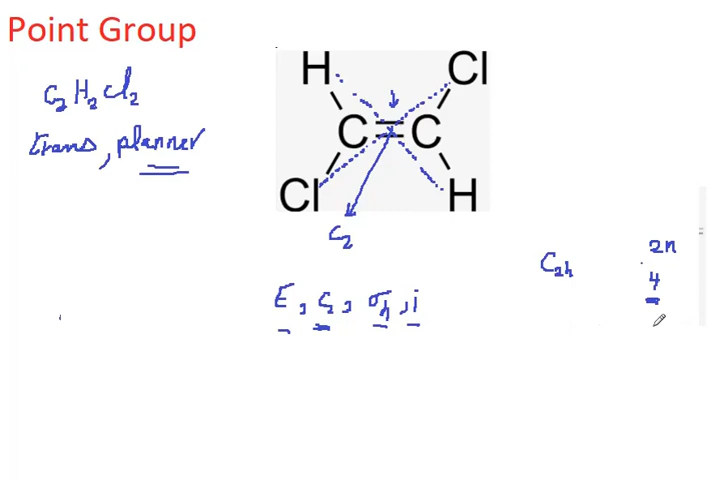 Point Group
C₂H₂Cl₂
trans, planner
H Cl
C=C
Cl H
C₂
E, C₂, σₕ, i
C₂ₕ
2n
4